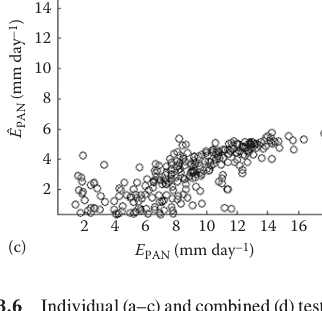 14
12
10
8
6
4
2
Ê_PAN (mm day⁻¹)
2 4 6 8 10 12 14 16
(c)
E_PAN (mm day⁻¹)
3.6 Individual (a–c) and combined (d) test